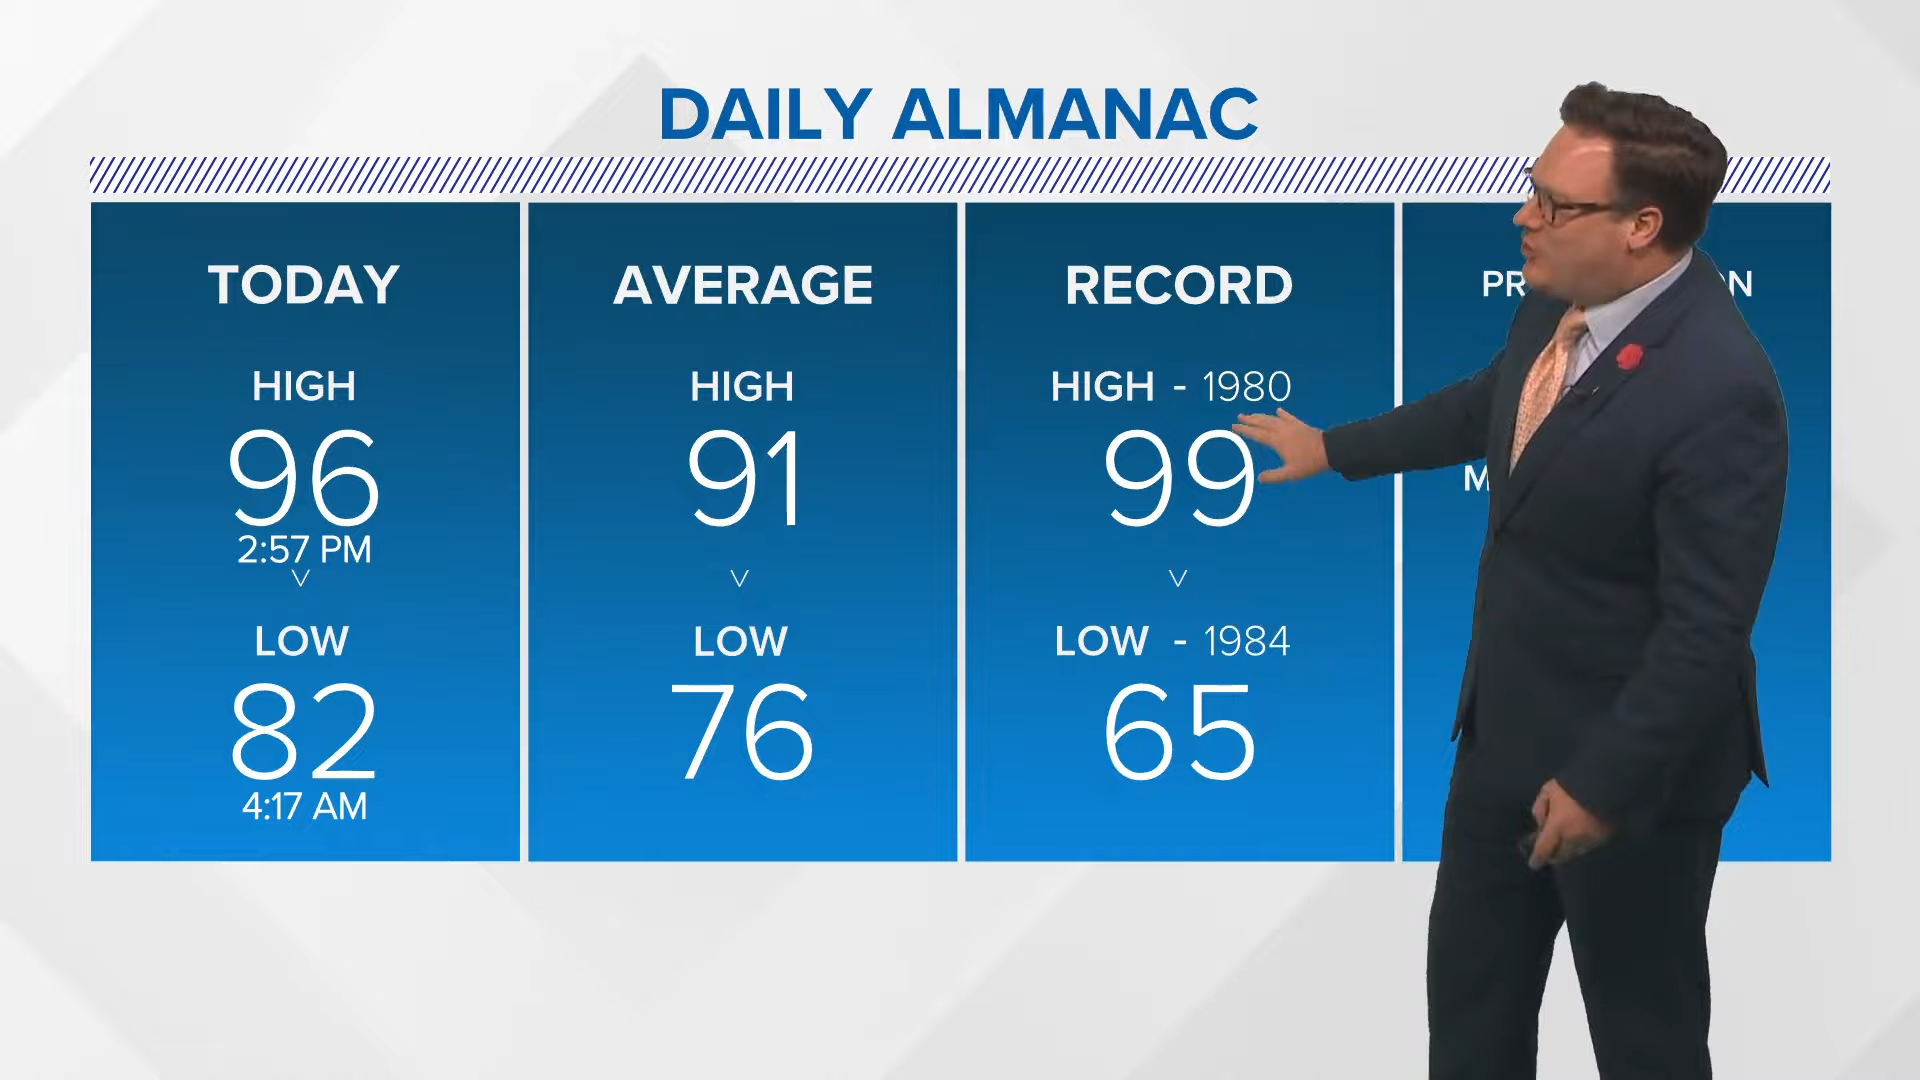 DAILY ALMANAC
TODAY
HIGH
96
2:57 PM
LOW
82
4:17 AM
AVERAGE
HIGH
91
LOW
76
RECORD
HIGH - 1980
99
LOW - 1984
65